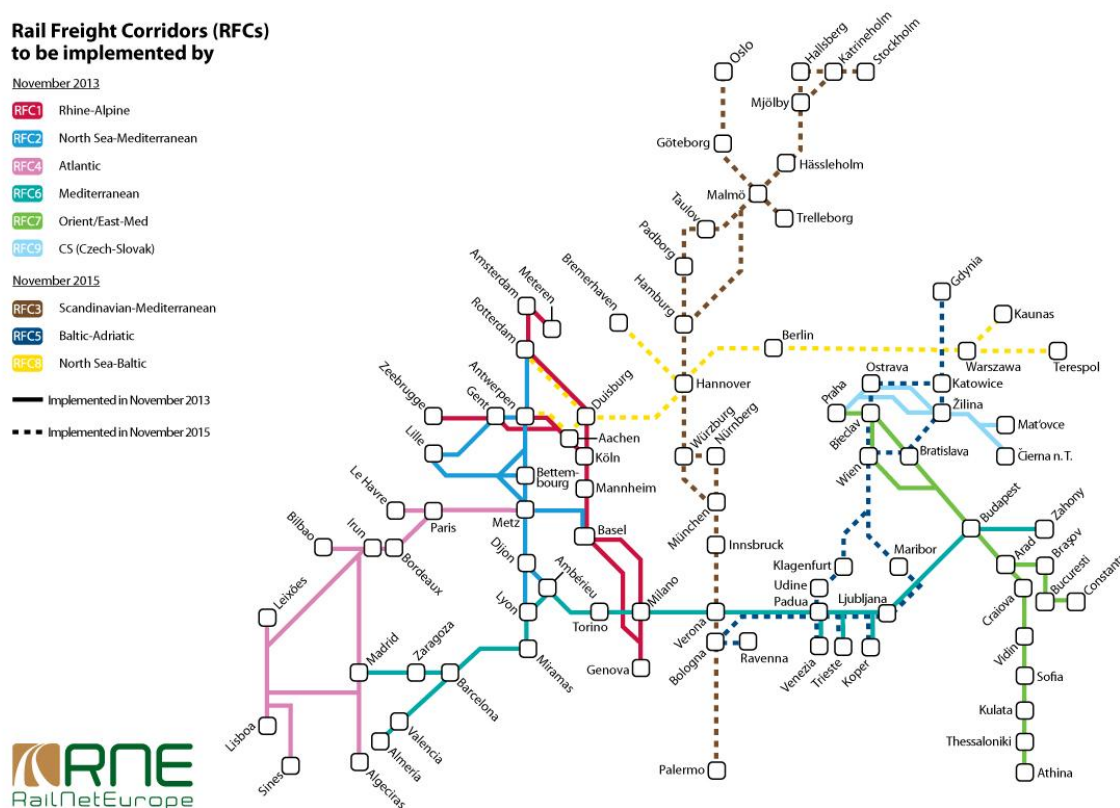 Rail Freight Corridors (RFCs)
to be implemented by
November 2013
RFC1 Rhine-Alpine
RFC2 North Sea-Mediterranean
RFC4 Atlantic
RFC6 Mediterranean
RFC7 Orient/East-Med
RFC9 CS (Czech-Slovak)
November 2015
RFC3 Scandinavian-Mediterranean
RFC5 Baltic-Adriatic
RFC8 North Sea-Baltic
Implemented in November 2013
Implemented in November 2015
Oslo
Hallsberg
Katrineholm
Stockholm
Mjölby
Göteborg
Hässleholm
Malmö
Trelleborg
Taulov
Padborg
Hamburg
Bremerhaven
Amsterdam
Meteren
Rotterdam
Gdynia
Kaunas
Berlin
Warszawa
Terespol
Hannover
Zeebrugge
Gent
Antwerpen
Duisburg
Aachen
Köln
Lille
Bettem-
bourg
Mannheim
Würzburg
Nürnberg
Ostrava
Katowice
Praha
Žilina
Břeclav
Mat'ovce
Čierna n. T.
Wien
Bratislava
Le Havre
Paris
Metz
Basel
München
Budapest
Zahony
Bilbao
Irun
Bordeaux
Dijon
Ambérieu
Innsbruck
Klagenfurt
Maribor
Arad
Braşov
Bucuresti
Constanta
Leixões
Lyon
Torino
Milano
Verona
Udine
Padua
Ljubljana
Craiova
Madrid
Zaragoza
Barcelona
Miramas
Genova
Bologna
Ravenna
Venezia
Trieste
Koper
Vidin
Sofia
Lisboa
Sines
Valencia
Almeria
Algeciras
Palermo
Kulata
Thessaloniki
Athina
RNE
RailNetEurope